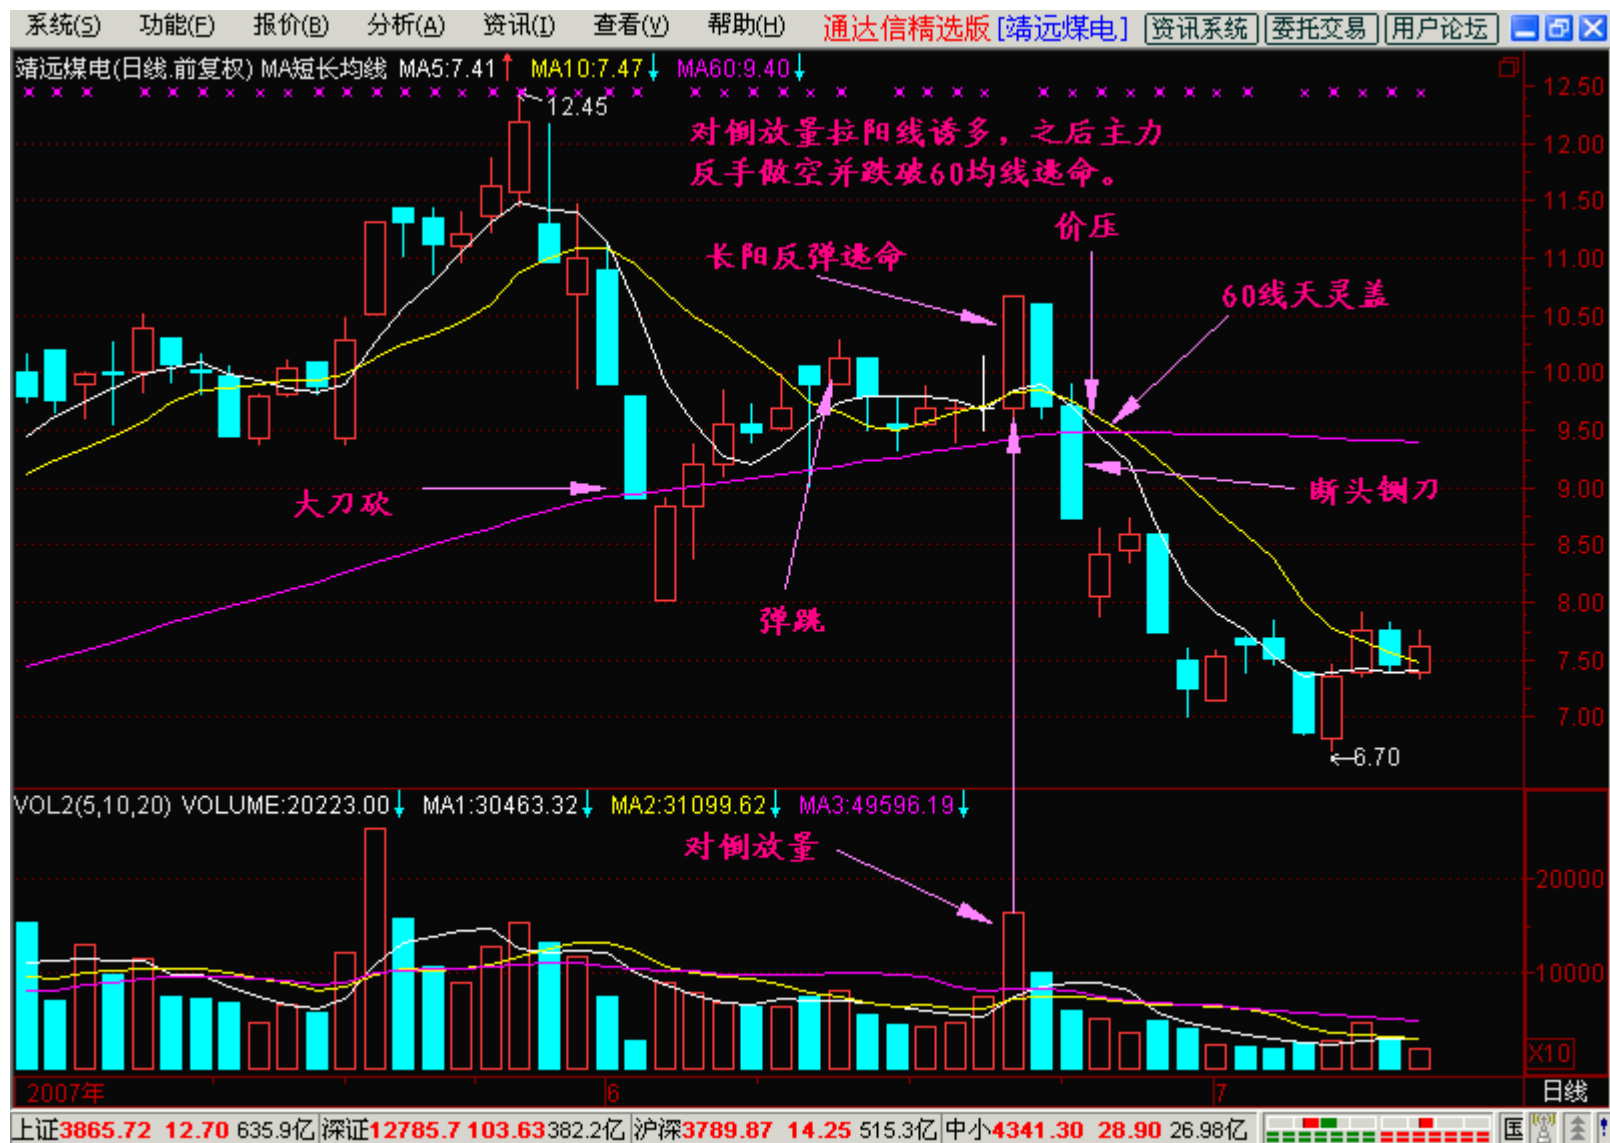 系统(S) 功能(F) 报价(B) 分析(A) 资讯(I) 查看(V) 帮助(H) 通达信精选版 [靖远煤电] 资讯系统 委托交易 用户论坛
靖远煤电(日线.前复权) MA短长均线 MA5:7.41↑ MA10:7.47↓ MA60:9.40↓
12.50
12.45
对倒放量拉阳线诱多，之后主力
反手做空并跌破60均线逃命。
12.00
11.50
价压
长阳反弹逃命
11.00
60线天灵盖
10.50
10.00
9.50
大刀砍
断头铡刀
9.00
8.50
弹跳
8.00
7.50
7.00
←6.70
VOL2(5,10,20) VOLUME:20223.00↓ MA1:30463.32↓ MA2:31099.62↓ MA3:49596.19↓
对倒放量
20000
10000
X10
2007年 6 7 日线
上证3865.72 12.70 635.9亿 深证12785.7 103.63 382.2亿 沪深3789.87 14.25 515.3亿 中小4341.30 28.90 26.98亿